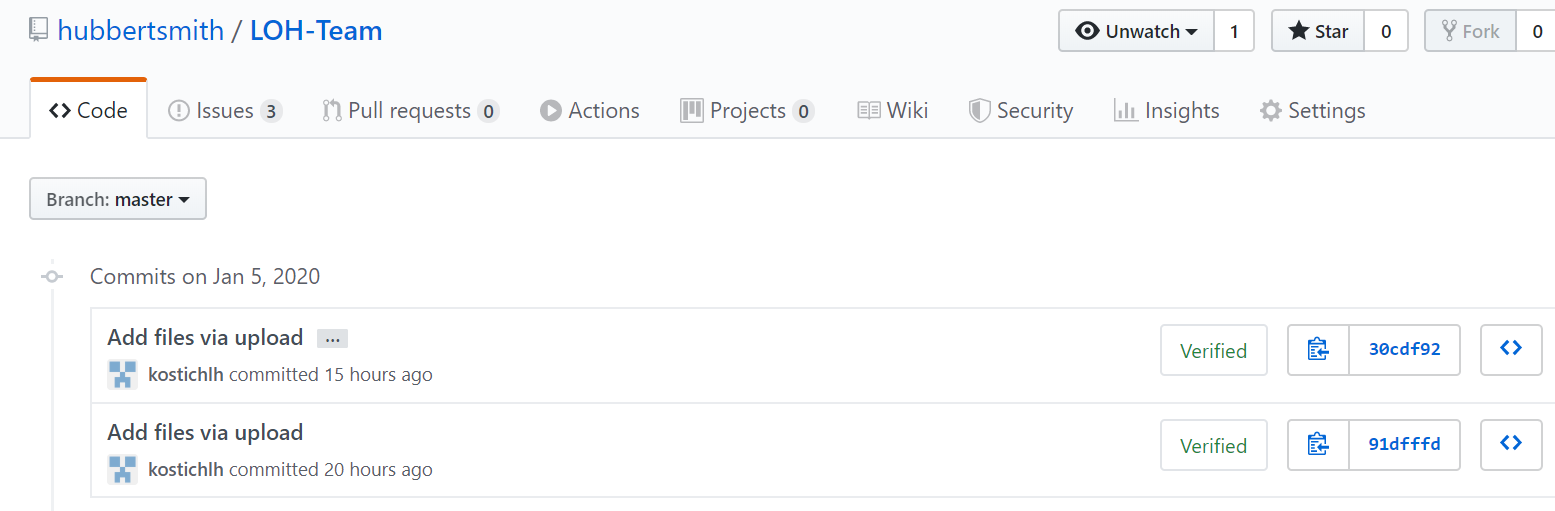 hubbertsmith / LOH-Team
Unwatch 1 Star 0 Fork 0
Code Issues 3 Pull requests 0 Actions Projects 0 Wiki Security Insights Settings
Branch: master
Commits on Jan 5, 2020
Add files via upload ...
Verified 30cdf92
kostichlh committed 15 hours ago
Add files via upload
Verified 91dfffd
kostichlh committed 20 hours ago